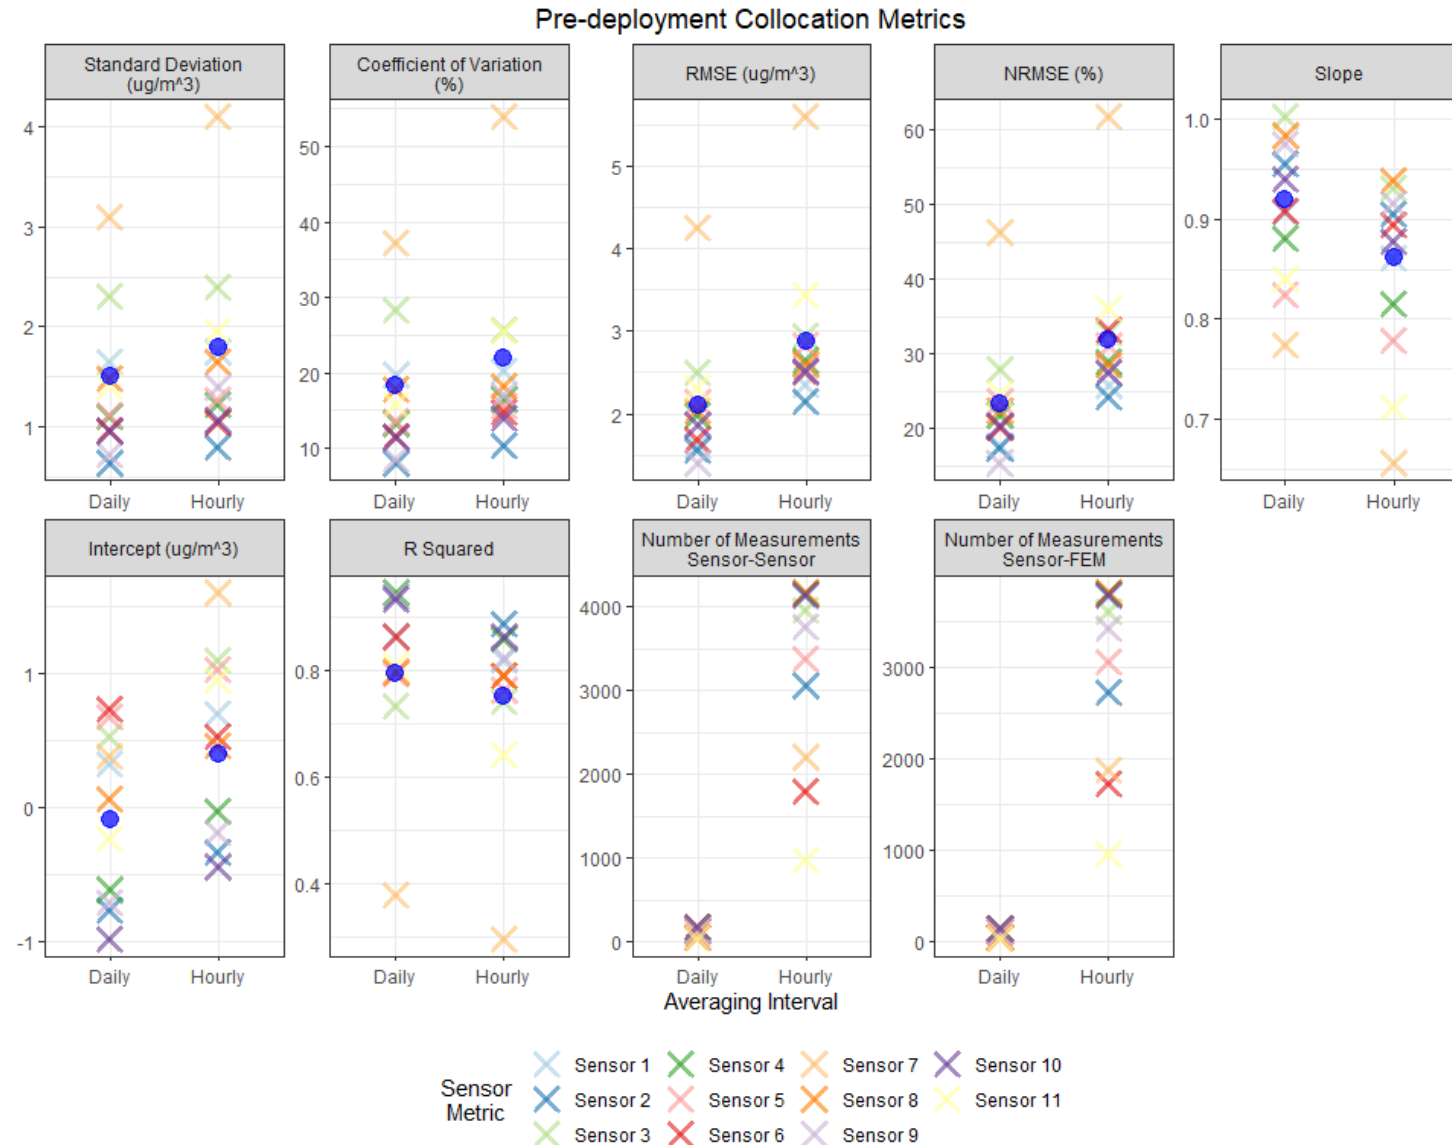 Pre-deployment Collocation Metrics
Standard Deviation
(ug/m^3)
Coefficient of Variation
(%)
RMSE (ug/m^3)
NRMSE (%)
Slope
4
3
2
1
50
40
30
20
10
5
4
3
2
60
50
40
30
20
1.0
0.9
0.8
0.7
Daily Hourly
Daily Hourly
Daily Hourly
Daily Hourly
Daily Hourly
Intercept (ug/m^3)
R Squared
Number of Measurements
Sensor-Sensor
Number of Measurements
Sensor-FEM
1
0
-1
0.8
0.6
0.4
4000
3000
2000
1000
0
3000
2000
1000
0
Daily Hourly
Daily Hourly
Daily Hourly
Daily Hourly
Averaging Interval
Sensor
Metric
Sensor 1
Sensor 2
Sensor 3
Sensor 4
Sensor 5
Sensor 6
Sensor 7
Sensor 8
Sensor 9
Sensor 10
Sensor 11